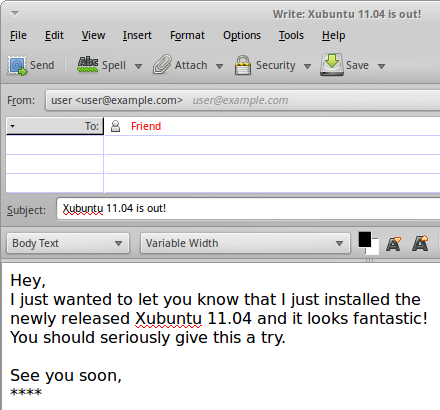 Write: Xubuntu 11.04 is out!
File Edit View Insert Format Options Tools Help
Send Abc Spell Attach Security Save
From: user <user@example.com> user@example.com
To: Friend
Subject: Xubuntu 11.04 is out!
Body Text Variable Width A A
Hey,
I just wanted to let you know that I just installed the
newly released Xubuntu 11.04 and it looks fantastic!
You should seriously give this a try.
See you soon,
****